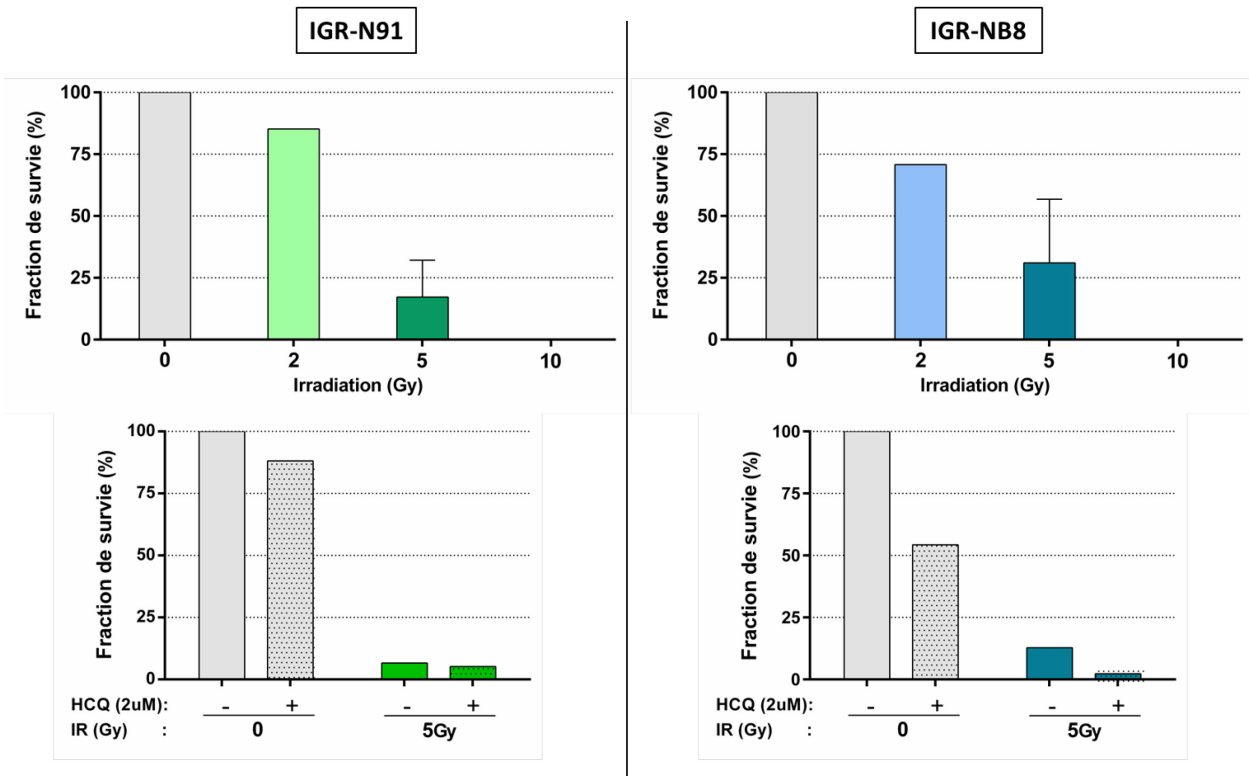 IGR-N91
IGR-NB8
Fraction de survie (%)
100
75
50
25
0
0 2 5 10
Irradiation (Gy)
Fraction de survie (%)
100
75
50
25
0
0 2 5 10
Irradiation (Gy)
Fraction de survie (%)
100
75
50
25
0
HCQ (2uM): - + - +
IR (Gy) : 0 5Gy
Fraction de survie (%)
100
75
50
25
0
HCQ (2uM): - + - +
IR (Gy) : 0 5Gy